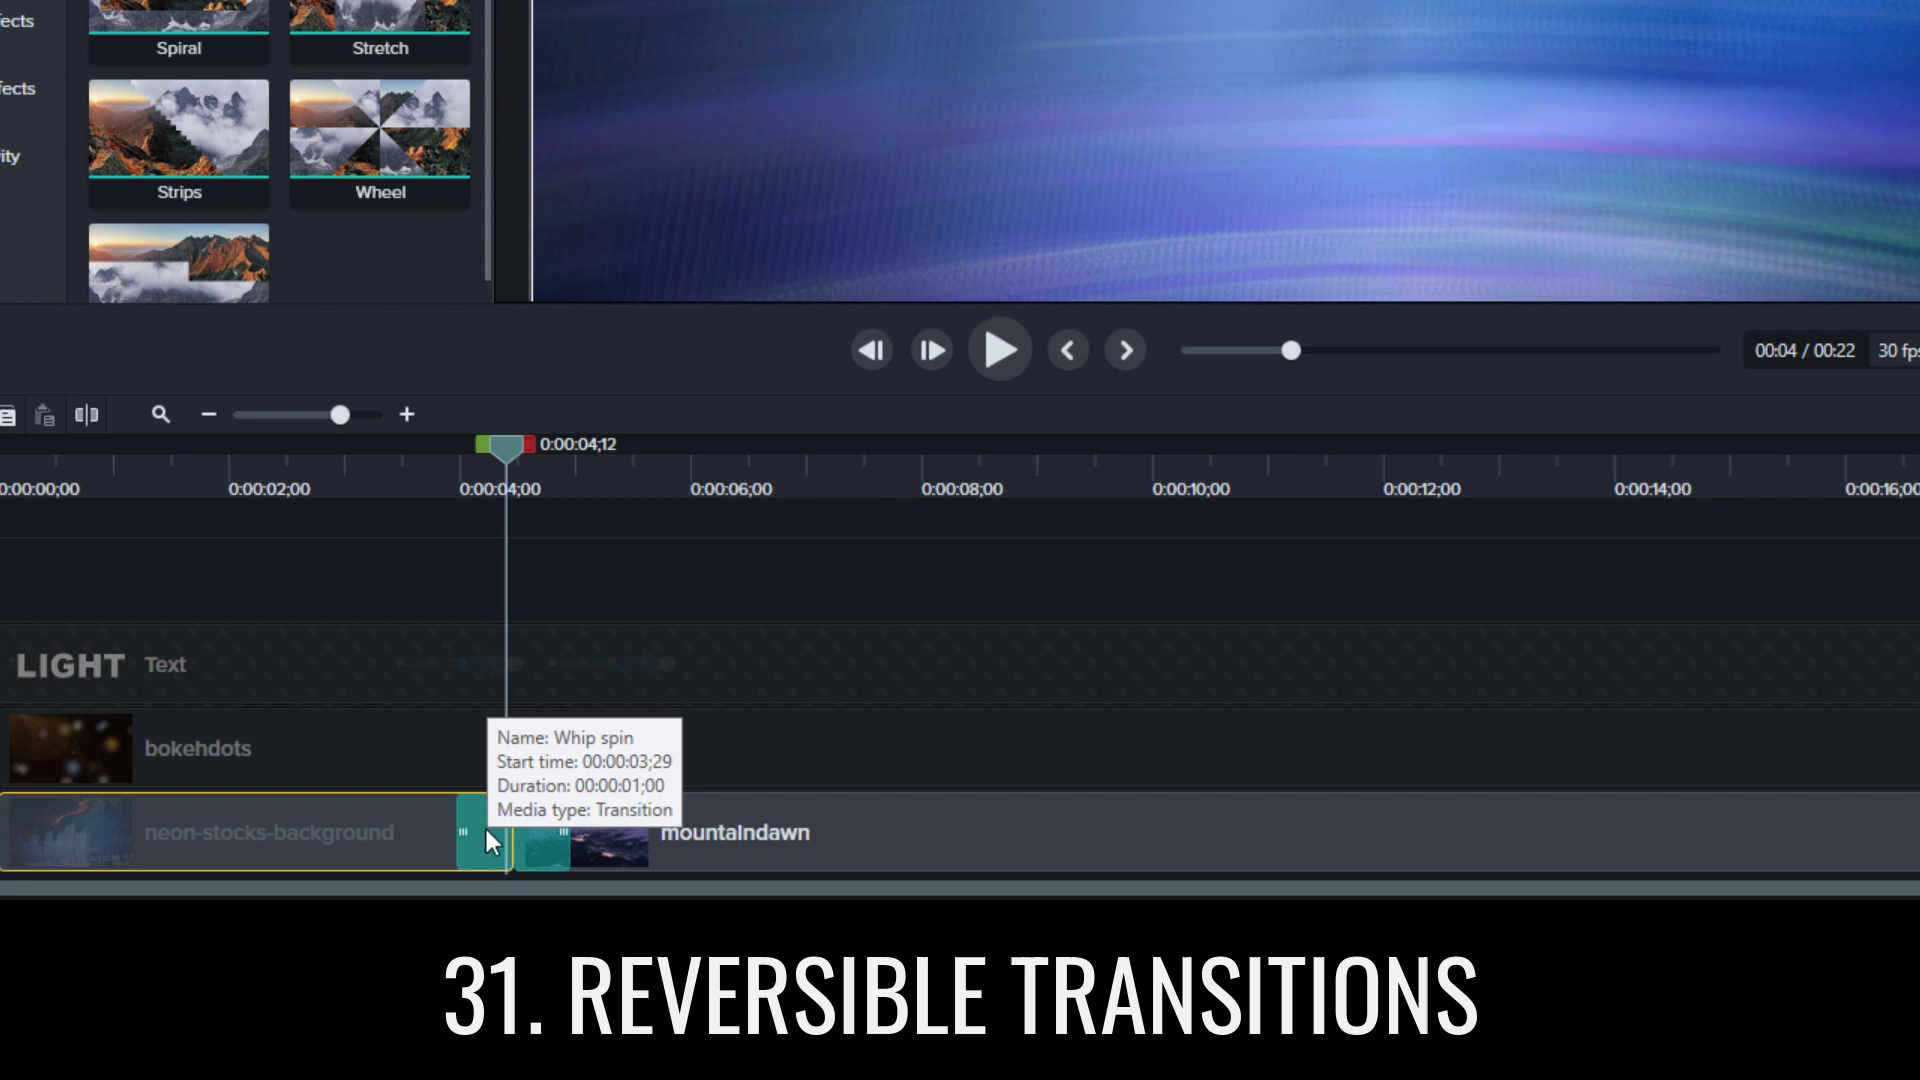 ects
Spiral
Stretch
fects
ity
Strips
Wheel
00:04 / 00:22
30 fps
0:00:04;12
0:00:00;00
0:00:02;00
0:00:04;00
0:00:06;00
0:00:08;00
0:00:10;00
0:00:12;00
0:00:14;00
0:00:16;00
LIGHT
Text
bokehdots
Name: Whip spin
Start time: 00:00:03;29
Duration: 00:00:01;00
Media type: Transition
neon-stocks-background
mountaindawn
31. REVERSIBLE TRANSITIONS